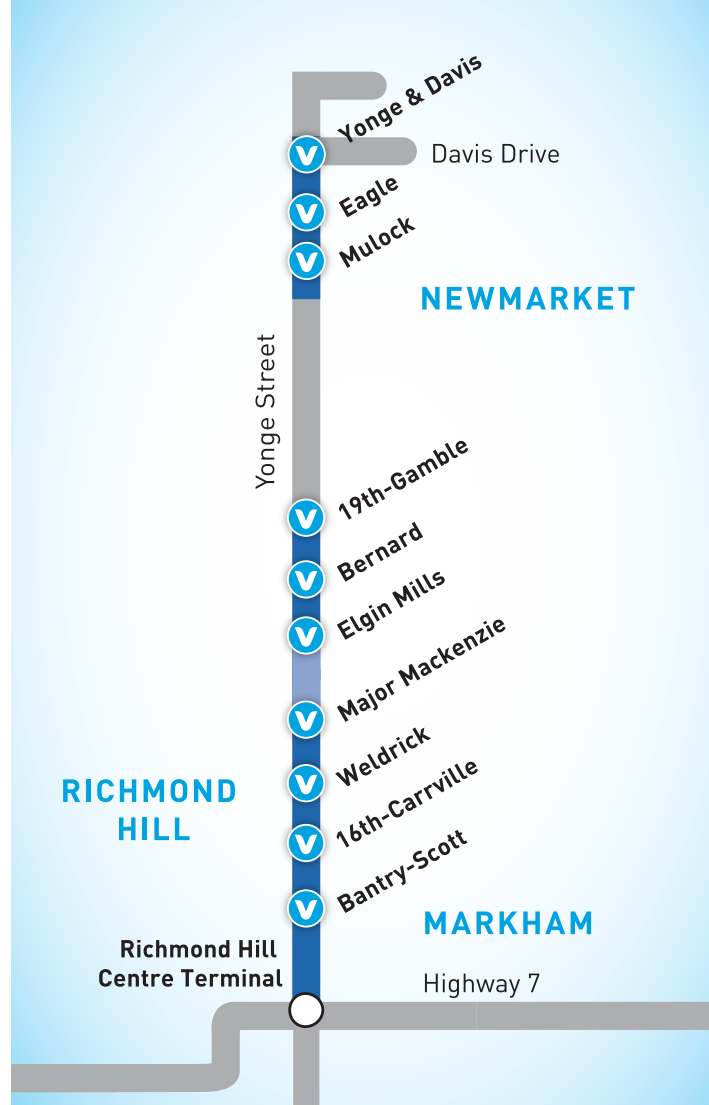 Yonge & Davis
V
Davis Drive
V
Eagle
V
Mulock
NEWMARKET
Yonge Street
V
19th-Gamble
V
Bernard
V
Elgin Mills
V
Major Mackenzie
V
Weldrick
RICHMOND
HILL
V
16th-Carrville
V
Bantry-Scott
MARKHAM
Richmond Hill
Centre Terminal
Highway 7